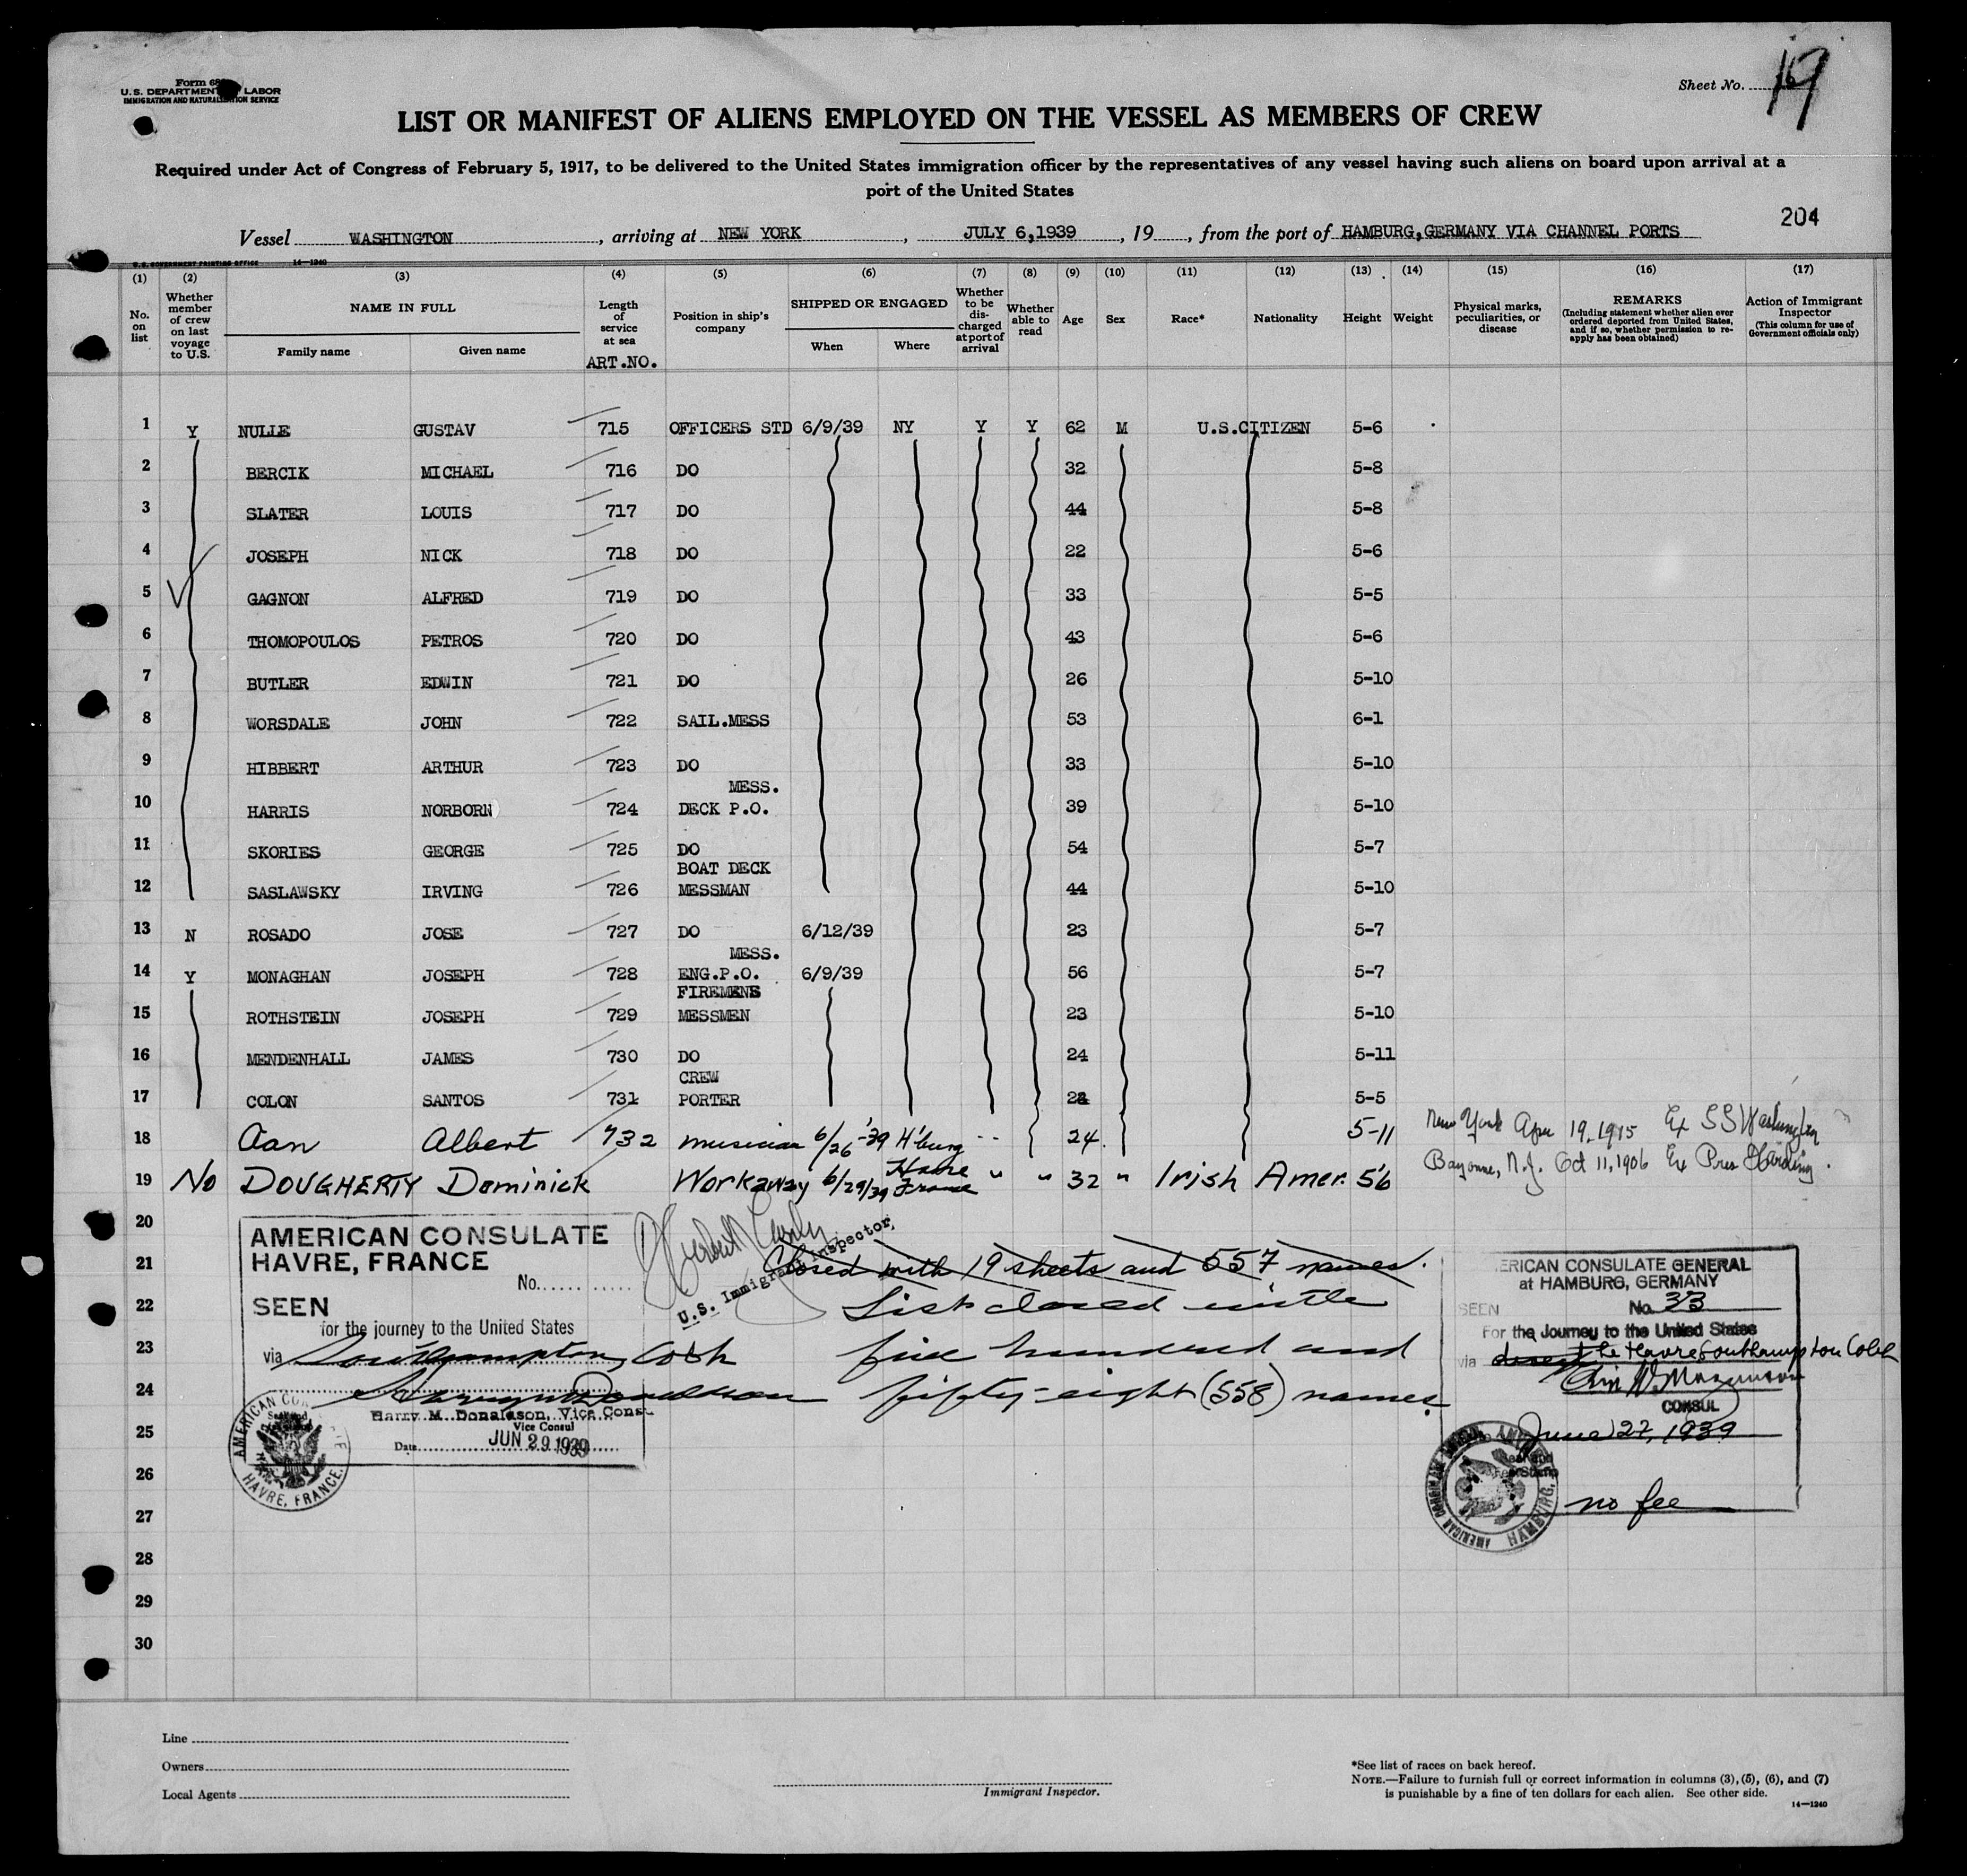 Form 68
U.S. DEPARTMENT LABOR
IMMIGRATION AND NATURALIZATION SERVICE
Sheet No. 19
LIST OR MANIFEST OF ALIENS EMPLOYED ON THE VESSEL AS MEMBERS OF CREW
Required under Act of Congress of February 5, 1917, to be delivered to the United States immigration officer by the representatives of any vessel having such aliens on board upon arrival at a
port of the United States
204
Vessel WASHINGTON, arriving at NEW YORK, JULY 6,1939, 19, from the port of HAMBURG,GERMANY VIA CHANNEL PORTS
U.S. GOVERNMENT PRINTING OFFICE 14—1240
(1) (2) (3) (4) (5) (6) (7) (8) (9) (10) (11) (12) (13) (14) (15) (16) (17)
No. on list
Whether member of crew on last voyage to U.S.
NAME IN FULL
Family name
Given name
Length of service at sea
ART.NO.
Position in ship's company
SHIPPED OR ENGAGED
When
Where
Whether to be discharged at port of arrival
Whether able to read
Age
Sex
Race*
Nationality
Height
Weight
Physical marks, peculiarities, or disease
REMARKS
(Including statement whether alien ever ordered deported from United States, and if so, whether permission to re-apply has been obtained)
Action of Immigrant Inspector
(This column for use of Government officials only)
1 Y NULLE GUSTAV 715 OFFICERS STD 6/9/39 NY Y Y 62 M U.S.CITIZEN 5-6
2 BERCIK MICHAEL 716 DO 32 5-8
3 SLATER LOUIS 717 DO 44 5-8
4 JOSEPH NICK 718 DO 22 5-6
5 GAGNON ALFRED 719 DO 33 5-5
6 THOMOPOULOS PETROS 720 DO 43 5-6
7 BUTLER EDWIN 721 DO 26 5-10
8 WORSDALE JOHN 722 SAIL.MESS 53 6-1
9 HIBBERT ARTHUR 723 DO 33 5-10
MESS.
10 HARRIS NORBORN 724 DECK P.O. 39 5-10
11 SKORIES GEORGE 725 DO 54 5-7
BOAT DECK
12 SASLAWSKY IRVING 726 MESSMAN 44 5-10
13 N ROSADO JOSE 727 DO 6/12/39 23 5-7
MESS.
14 Y MONAGHAN JOSEPH 728 ENG.P.O. 6/9/39 56 5-7
FIREMENS
15 ROTHSTEIN JOSEPH 729 MESSMEN 23 5-10
16 MENDENHALL JAMES 730 DO 24 5-11
CREW
17 COLON SANTOS 731 PORTER 5-5
18 Aan Albert 732 musician 6/26-'39 H'burg 24. 5-11 New York Apr 19, 1915 Ex SS Washington
19 No DOUGHERTY Dominick Workaway 6/29/39 Havre France " " 32 " Irish Amer. 5'6 Bayonne, N.J. Oct 11, 1906 Ex Pres Harding.
20
21
22
23
24
25
26
27
28
29
30
AMERICAN CONSULATE
HAVRE, FRANCE
No.
SEEN
for the journey to the United States
via Southampton, Cobh
Harry M. Donaldson, Vice Consul
Vice Consul
Date JUN 29 1939
AMERICAN CONSULATE
HAVRE, FRANCE.
U.S. Immigrant Inspector,
Closed with 19 sheets and 557 names.
List closed with
five hundred and
fifty-eight (558) names.
AMERICAN CONSULATE GENERAL
at HAMBURG, GERMANY
SEEN No. 33
For the Journey to the United States
via Le Havre Southampton Cobh
CONSUL
June 27, 1939
no fee
Line
Owners
Local Agents
Immigrant Inspector.
*See list of races on back hereof.
NOTE.—Failure to furnish full or correct information in columns (3), (5), (6), and (7)
is punishable by a fine of ten dollars for each alien. See other side.
14—1240